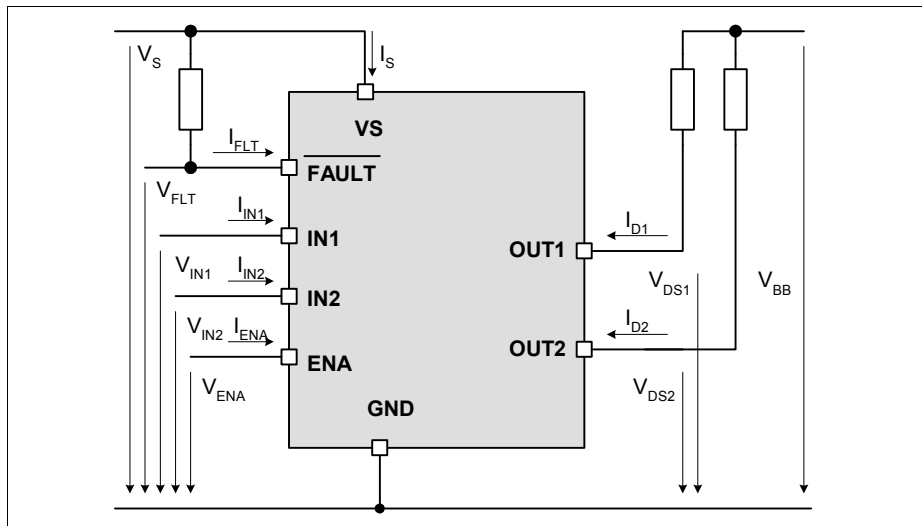 V_S
I_S
VS
I_FLT
FAULT
V_FLT
I_IN1
IN1
OUT1
I_D1
V_IN1
I_IN2
IN2
V_DS1
V_BB
V_IN2
I_ENA
ENA
OUT2
I_D2
V_ENA
GND
V_DS2